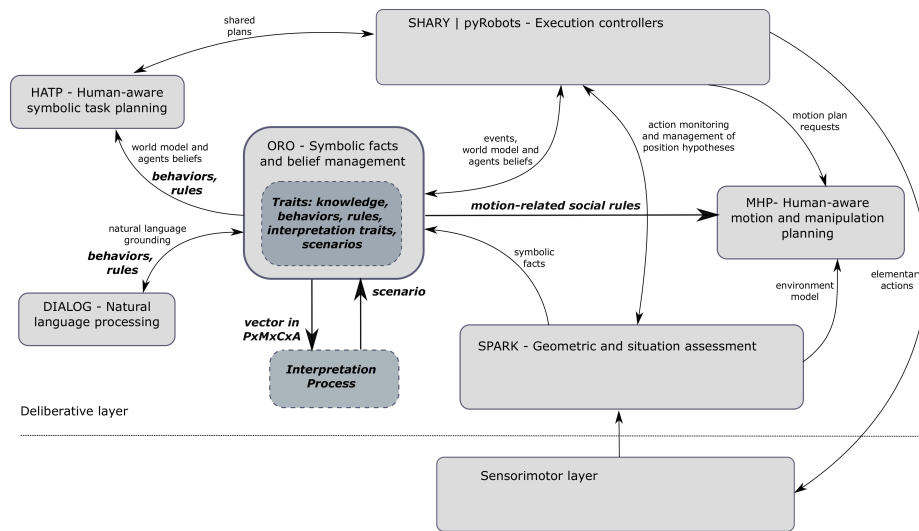 SHARY | pyRobots - Execution controllers
shared
plans
HATP - Human-aware
symbolic task planning
world model and
agents beliefs
behaviors,
rules
ORO - Symbolic facts
and belief management
Traits: knowledge,
behaviors, rules,
interpretation traits,
scenarios
events,
world model and
agents beliefs
action monitoring
and management of
position hypotheses
motion plan
requests
motion-related social rules
MHP- Human-aware
motion and manipulation
planning
natural language
grounding
behaviors,
rules
DIALOG - Natural
language processing
symbolic
facts
environment
model
elementary
actions
scenario
vector in
PxMxCxA
Interpretation
Process
SPARK - Geometric and situation assessment
Deliberative layer
Sensorimotor layer